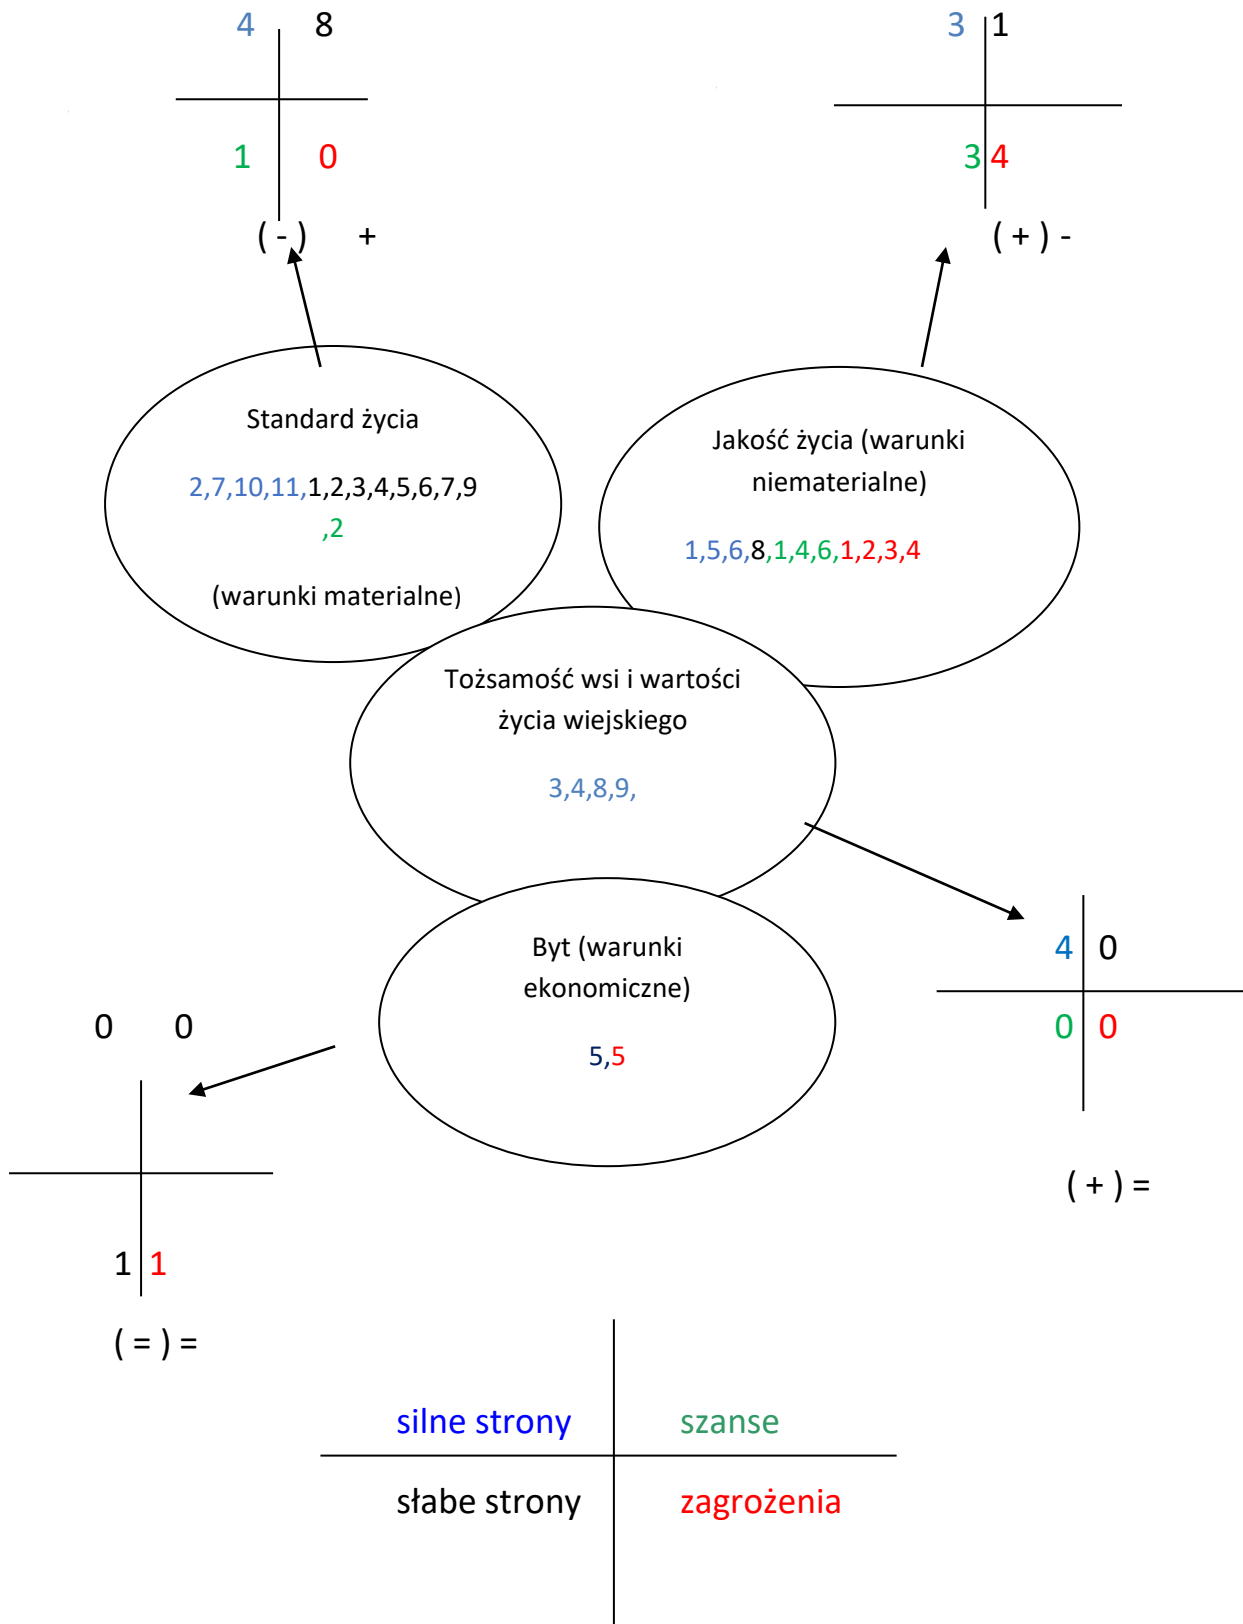 4 8
1 0
( - ) +
3 1
3 4
( + ) -
Standard życia
2,7,10,11,1,2,3,4,5,6,7,9
,2
(warunki materialne)
Jakość życia (warunki
niematerialne)
1,5,6,8,1,4,6,1,2,3,4
Tożsamość wsi i wartości
życia wiejskiego
3,4,8,9,
4 0
0 0
( + ) =
Byt (warunki
ekonomiczne)
5,5
0 0
1 1
( = ) =
silne strony szanse
słabe strony zagrożenia